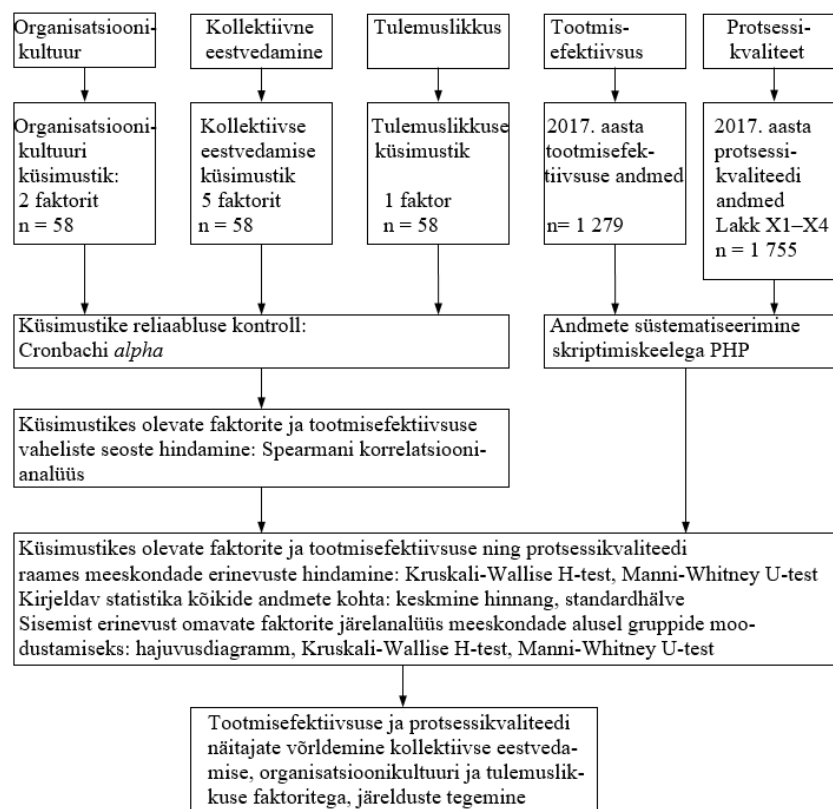 Organisatsiooni-
kultuur
Kollektiivne
eestvedamine
Tulemuslikkus
Tootmis-
efektiivsus
Protsessi-
kvaliteet
Organisatsiooni-
kultuuri
küsimustik:
2 faktorit
n = 58
Kollektiivse
eestvedamise
küsimustik
5 faktorit
n = 58
Tulemuslikkuse
küsimustik
1 faktor
n = 58
2017. aasta
tootmisefek-
tiivsuse andmed
n= 1 279
2017. aasta
protsessi-
kvaliteedi
andmed
Lakk X1–X4
n = 1 755
Küsimustike reliaabluse kontroll:
Cronbachi alpha
Andmete süstematiseerimine
skriptimiskeelega PHP
Küsimustikes olevate faktorite ja tootmisefektiivsuse
vaheliste seoste hindamine: Spearmani korrelatsiooni-
analüüs
Küsimustikes olevate faktorite ja tootmisefektiivsuse ning protsessikvaliteedi
raames meeskondade erinevuste hindamine: Kruskali-Wallise H-test, Manni-Whitney U-test
Kirjeldav statistika kõikide andmete kohta: keskmine hinnang, standardhälve
Sisemist erinevust omavate faktorite järelanalüüs meeskondade alusel gruppide moo-
dustamiseks: hajuvusdiagramm, Kruskali-Wallise H-test, Manni-Whitney U-test
Tootmisefektiivsuse ja protsessikvaliteedi
näitajate võrldemine kollektiivse eestveda-
mise, organisatsioonikultuuri ja tulemuslik-
kuse faktoritega, järelduste tegemine